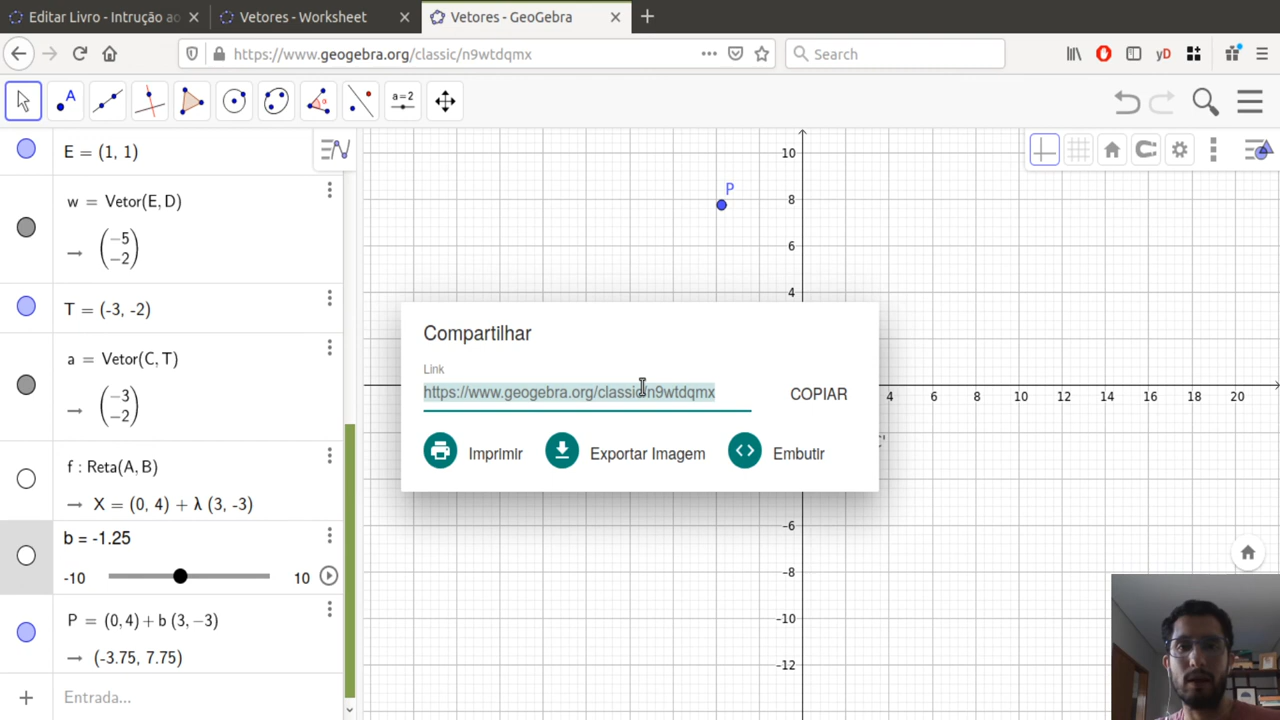 Editar Livro - Intrução ao
Vetores - Worksheet
Vetores - GeoGebra
https://www.geogebra.org/classic/n9wtdqmx
Search
yD
A
a=2
E = (1, 1)
w = Vetor(E, D)
→ (−5
−2)
T = (-3, -2)
a = Vetor(C, T)
→ (−3
−2)
f : Reta(A, B)
→ X = (0, 4) + λ (3, -3)
b = -1.25
-10 10
P = (0,4) + b (3, −3)
→ (-3.75, 7.75)
Entrada...
P
10
8
6
4
4 6 8 10 12 14 16 18 20
-6
-8
-10
-12
Compartilhar
Link
https://www.geogebra.org/classic/n9wtdqmx
COPIAR
Imprimir
Exportar Imagem
Embutir